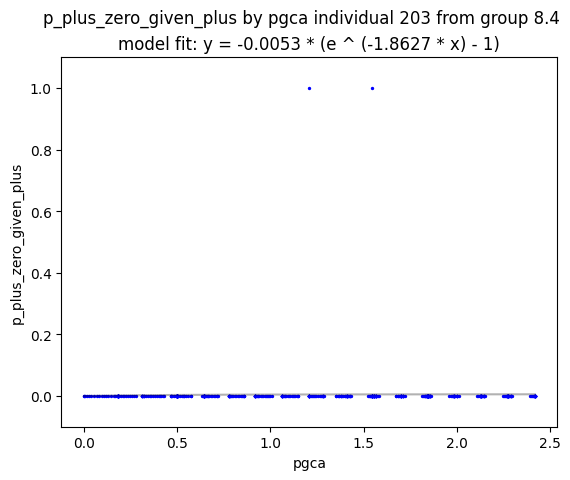 p_plus_zero_given_plus by pgca individual 203 from group 8.4
model fit: y = -0.0053 * (e ^ (-1.8627 * x) - 1)
1.0
0.8
0.6
0.4
0.2
0.0
p_plus_zero_given_plus
0.0 0.5 1.0 1.5 2.0 2.5
pgca